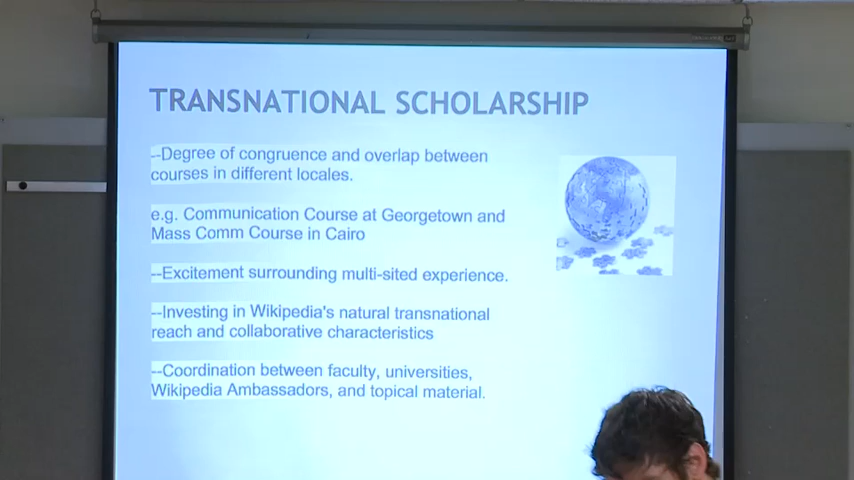 TRANSNATIONAL SCHOLARSHIP
--Degree of congruence and overlap between
courses in different locales.
e.g. Communication Course at Georgetown and
Mass Comm Course in Cairo
--Excitement surrounding multi-sited experience.
--Investing in Wikipedia's natural transnational
reach and collaborative characteristics
--Coordination between faculty, universities,
Wikipedia Ambassadors, and topical material.